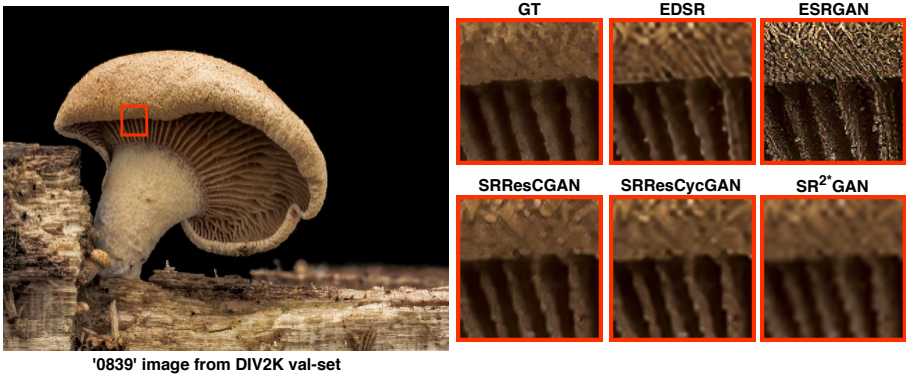 GT EDSR ESRGAN
SRResCGAN SRResCycGAN SR²*GAN
'0839' image from DIV2K val-set